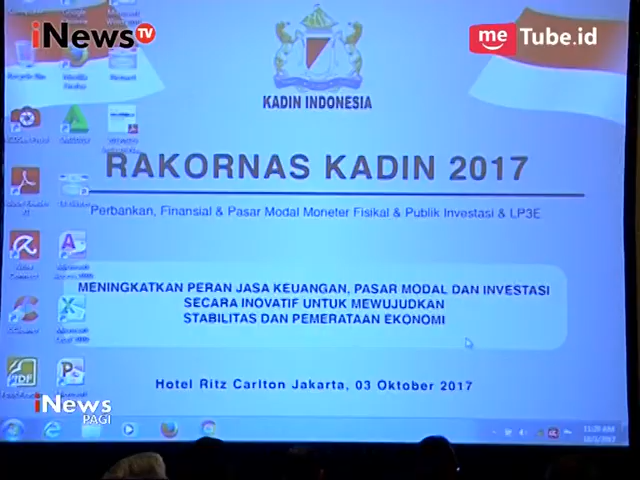 iNews TV
me Tube.id
KADIN INDONESIA
RAKORNAS KADIN 2017
Perbankan, Finansial & Pasar Modal Moneter Fisikal & Publik Investasi & LP3E
MENINGKATKAN PERAN JASA KEUANGAN, PASAR MODAL DAN INVESTASI
SECARA INOVATIF UNTUK MEWUJUDKAN
STABILITAS DAN PEMERATAAN EKONOMI
Hotel Ritz Carlton Jakarta, 03 Oktober 2017
iNews
PAGI